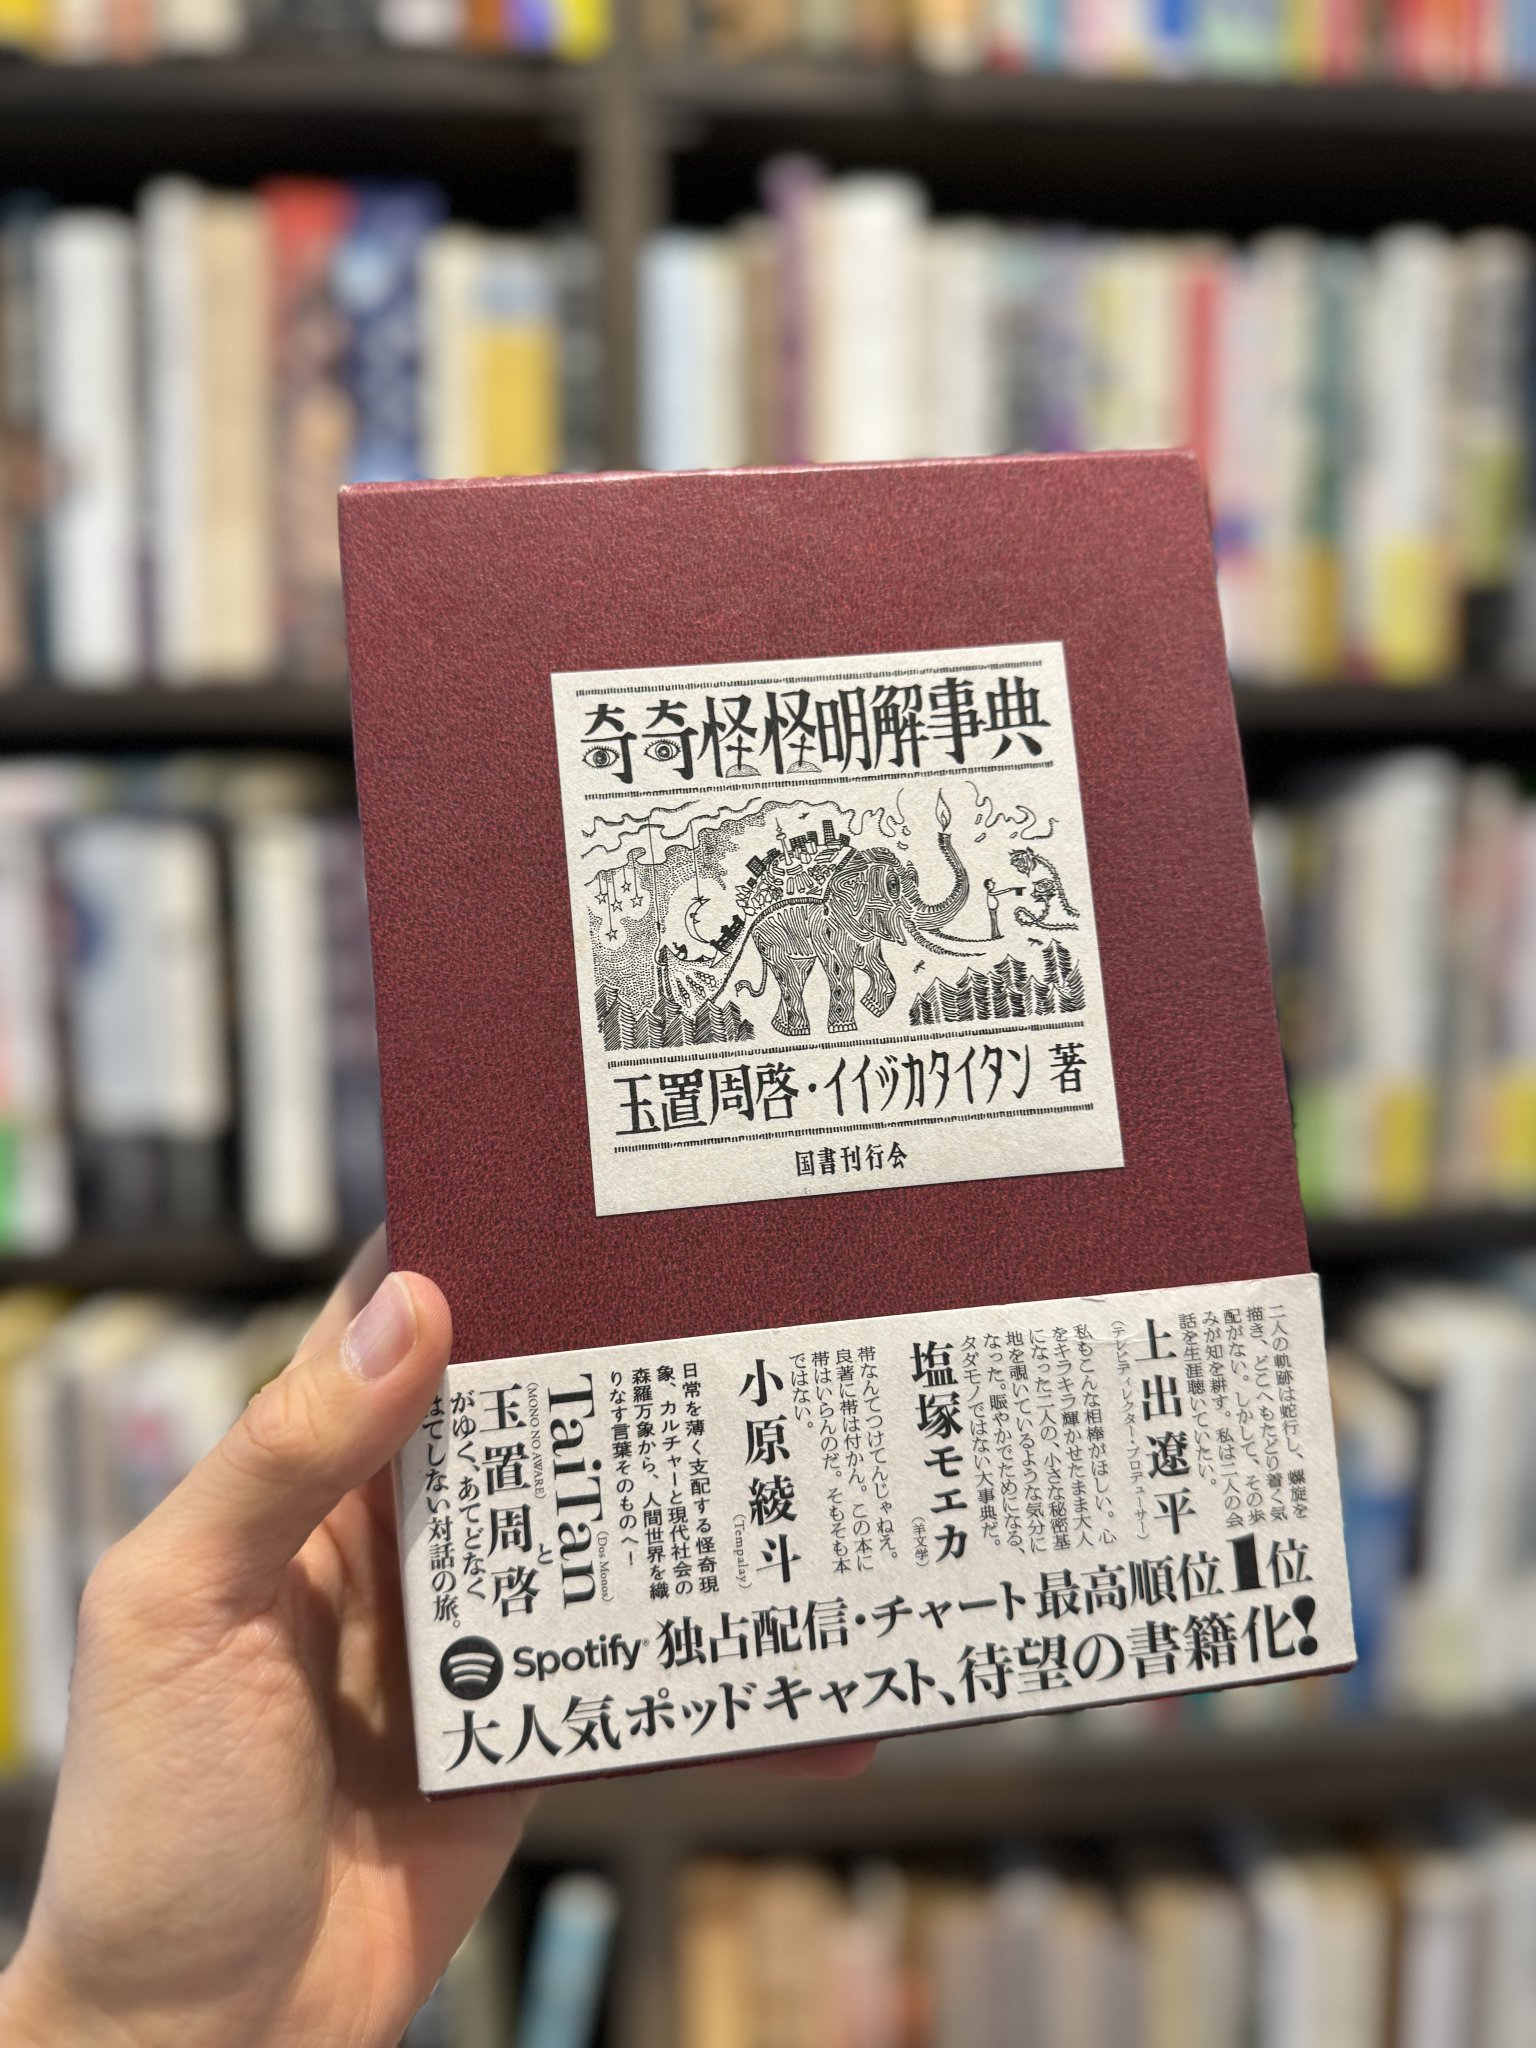 奇奇怪怪明解事典
玉置周啓・イイヅカタイタン 著
国書刊行会
二人の軌跡は蛇行し、螺旋を
描き、どこへもたどり着く気
配がない。しかして、その歩
みが知を耕す。私は二人の会
話を生涯聴いていたい。
上出遼平
(テレビディレクター・プロデューサー)
私もこんな相棒がほしい。心
をキラキラ輝かせたまま大人
になった二人の、小さな秘密基
地を覗いているような気分に
なった。賑やかでためになる、
タダモノではない大事典だ。
塩塚モエカ
(羊文学)
帯なんてつけてんじゃねえ。
良著に帯は付かん。この本に
帯はいらんのだ。そもそも本
ではない。
小原綾斗
(Tempalay)
日常を薄く支配する怪奇現
象、カルチャーと現代社会の
森羅万象から、人間世界を織
りなす言葉そのものへ！
TaiTan
(Dos Monos)
と
玉置周啓
(MONO NO AWARE)
がゆく、あてどなく
はてしない対話の旅。
Spotify 独占配信・チャート最高順位1位
大人気ポッドキャスト、待望の書籍化!